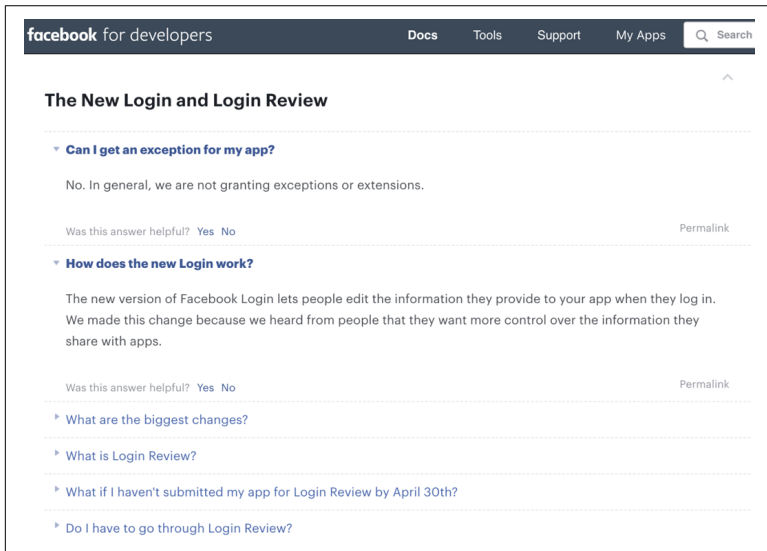 facebook for developers Docs Tools Support My Apps Search
The New Login and Login Review
Can I get an exception for my app?
No. In general, we are not granting exceptions or extensions.
Was this answer helpful? Yes No Permalink
How does the new Login work?
The new version of Facebook Login lets people edit the information they provide to your app when they log in.
We made this change because we heard from people that they want more control over the information they
share with apps.
Was this answer helpful? Yes No Permalink
What are the biggest changes?
What is Login Review?
What if I haven't submitted my app for Login Review by April 30th?
Do I have to go through Login Review?